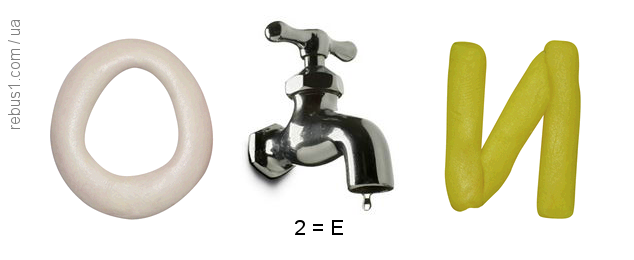 rebus1.com/ua
О И
2 = Е